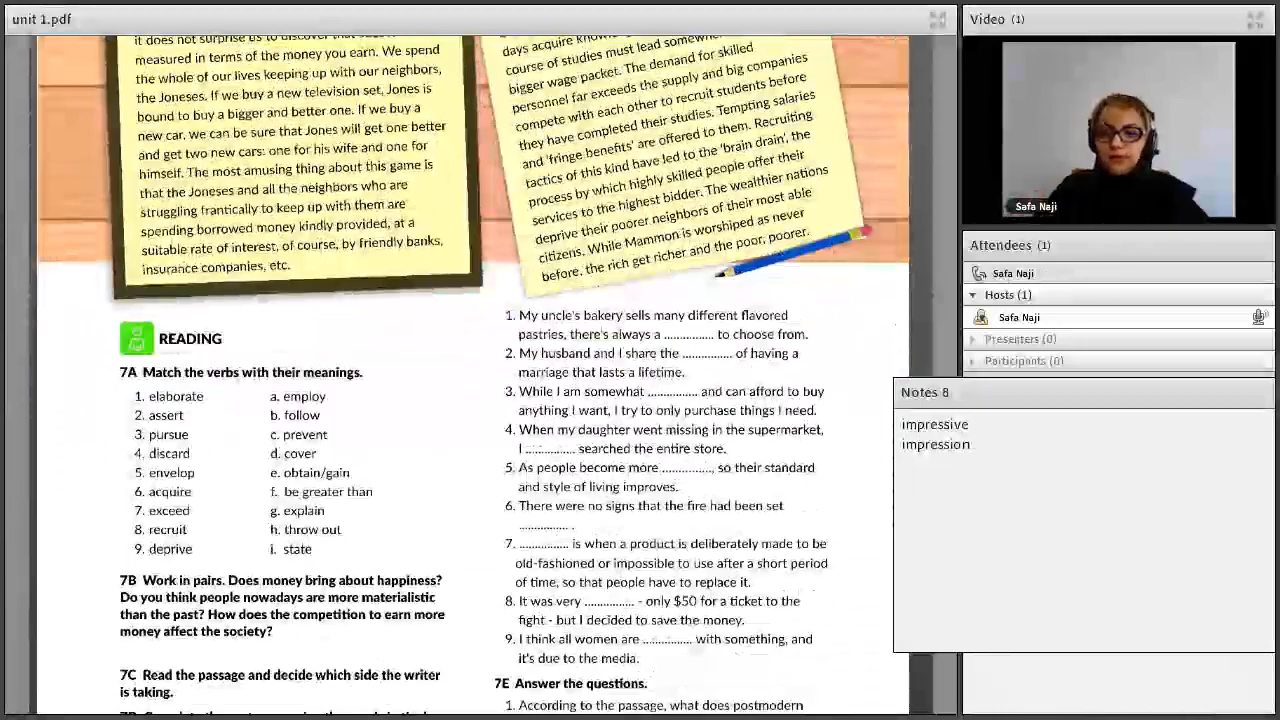 unit 1.pdf
it does not surprise us to discover that
measured in terms of the money you earn. We spend
the whole of our lives keeping up with our neighbors,
the Joneses. If we buy a new television set, Jones is
bound to buy a bigger and better one. If we buy a
new car, we can be sure that Jones will get one better
and get two new cars: one for his wife and one for
himself. The most amusing thing about this game is
that the Joneses and all the neighbors who are
struggling frantically to keep up with them are
spending borrowed money kindly provided, at a
suitable rate of interest, of course, by friendly banks,
insurance companies, etc.
days acquire
course of studies must lead
bigger wage packet. The demand for skilled
personnel far exceeds the supply and big companies
compete with each other to recruit students before
they have completed their studies. Tempting salaries
and 'fringe benefits' are offered to them. Recruiting
tactics of this kind have led to the 'brain drain', the
process by which highly skilled people offer their
services to the highest bidder. The wealthier nations
deprive their poorer neighbors of their most able
citizens. While Mammon is worshiped as never
before, the rich get richer and the poor, poorer.
READING
7A Match the verbs with their meanings.
1. elaborate a. employ
2. assert b. follow
3. pursue c. prevent
4. discard d. cover
5. envelop e. obtain/gain
6. acquire f. be greater than
7. exceed g. explain
8. recruit h. throw out
9. deprive i. state
7B Work in pairs. Does money bring about happiness?
Do you think people nowadays are more materialistic
than the past? How does the competition to earn more
money affect the society?
7C Read the passage and decide which side the writer
is taking.
1. My uncle's bakery sells many different flavored
pastries, there's always a ............... to choose from.
2. My husband and I share the ............... of having a
marriage that lasts a lifetime.
3. While I am somewhat ............... and can afford to buy
anything I want, I try to only purchase things I need.
4. When my daughter went missing in the supermarket,
I ............... searched the entire store.
5. As people become more ..............., so their standard
and style of living improves.
6. There were no signs that the fire had been set
............... .
7. ............... is when a product is deliberately made to be
old-fashioned or impossible to use after a short period
of time, so that people have to replace it.
8. It was very ............... - only $50 for a ticket to the
fight - but I decided to save the money.
9. I think all women are ............... with something, and
it's due to the media.
7E Answer the questions.
1. According to the passage, what does postmodern
Video (1)
Safa Naji
Attendees (1)
Safa Naji
Hosts (1)
Safa Naji
Presenters (0)
Participants (0)
Notes 8
impressive
impression